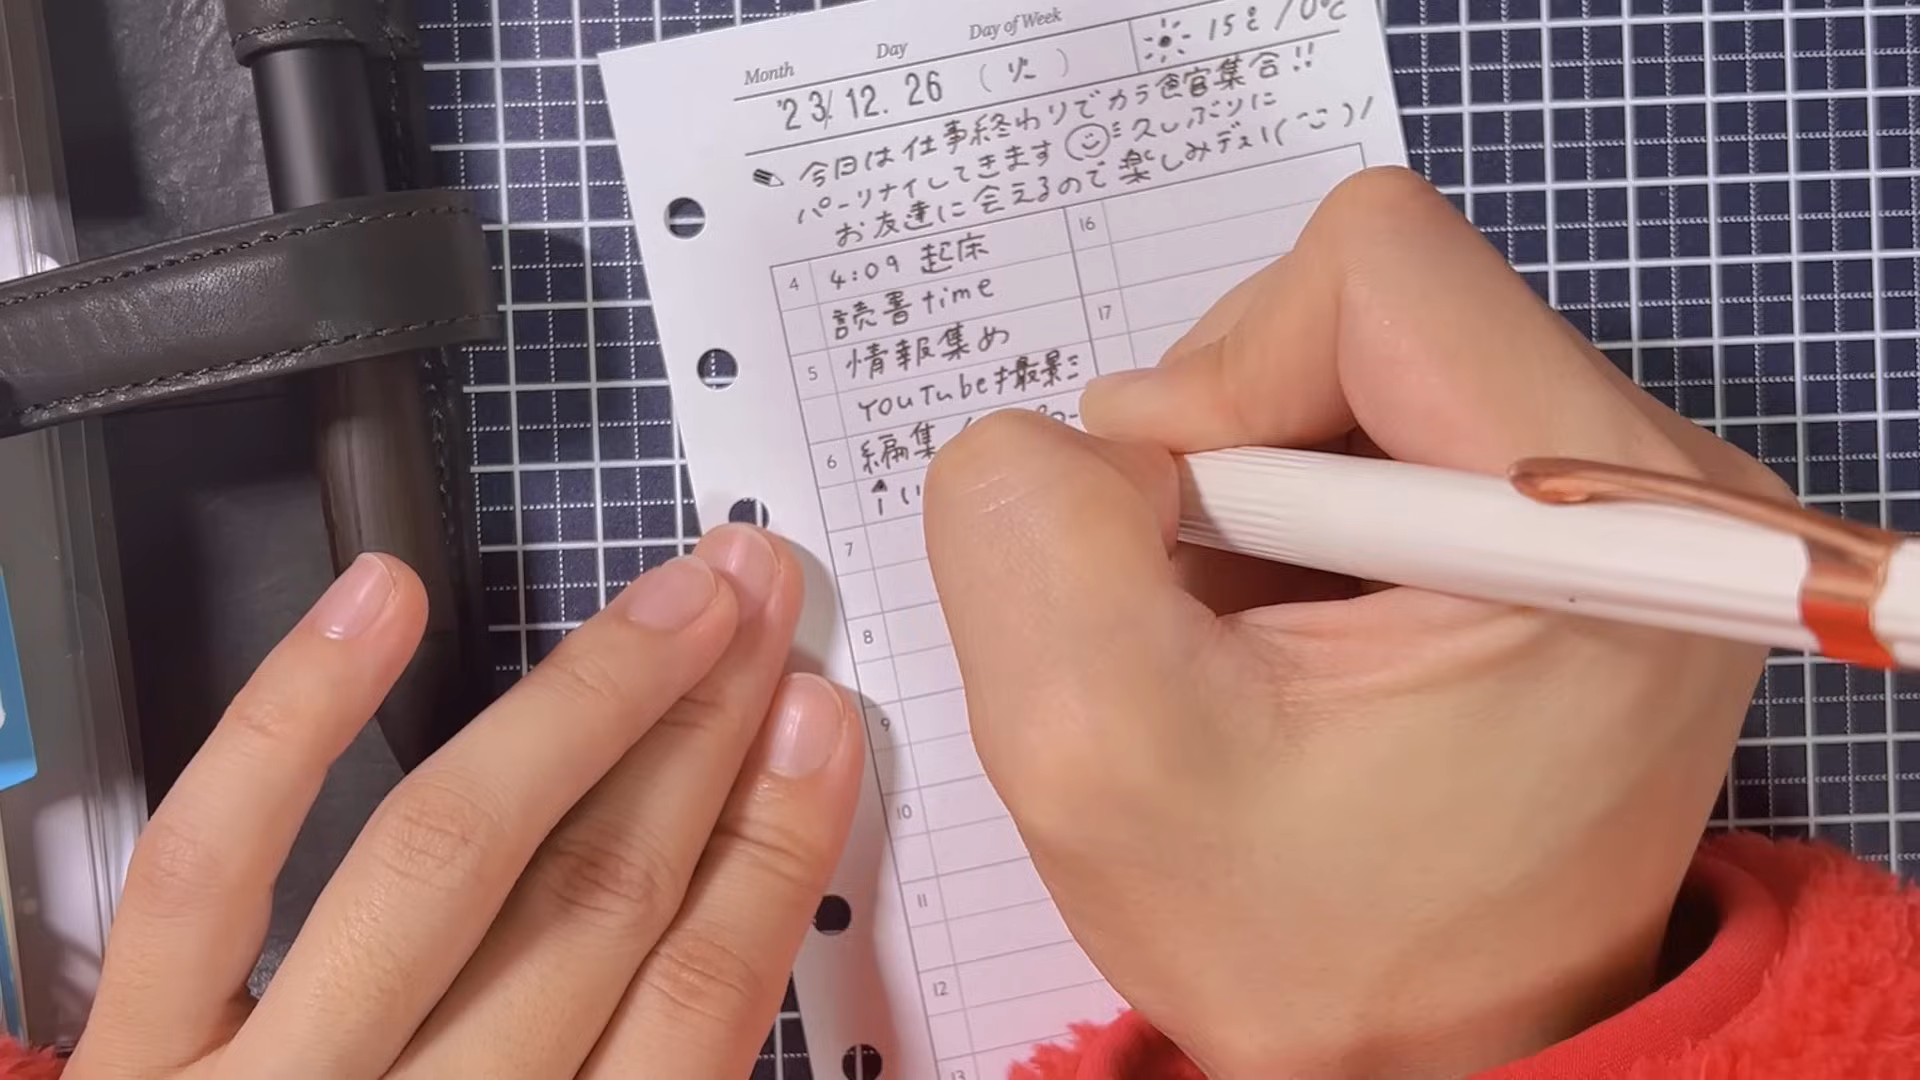 Month Day Day of Week
'23/ 12. 26 (火) 15℃/0℃
今日は仕事終わりでカラ館集合!!
パーリナイしてきます 久しぶりに
お友達に会えるので楽しみデス!
4 4:09 起床
読書time
5 情報集め
YouTube撮影
6 編集
7
8
9
10
11
12
13
16
17